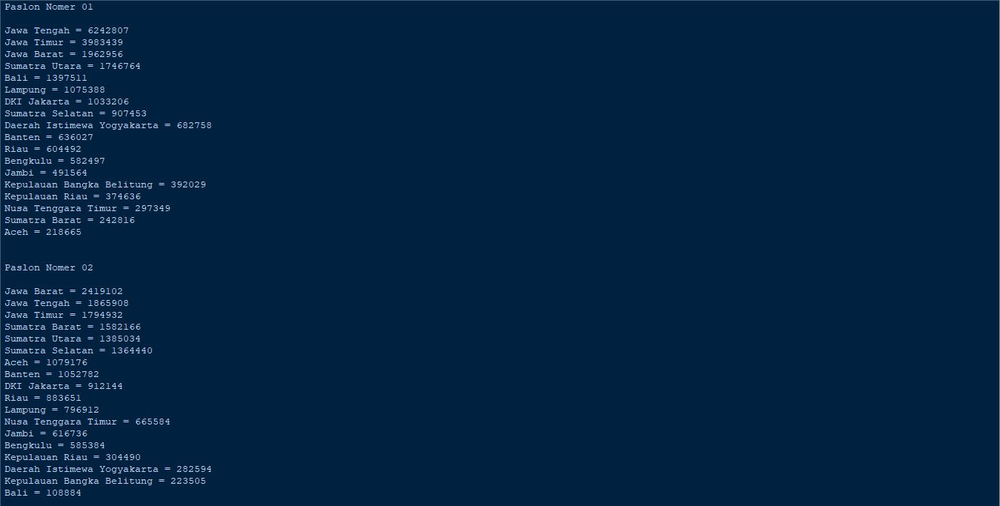 Paslon Nomer 01
Jawa Tengah = 6242807
Jawa Timur = 3983439
Jawa Barat = 1962956
Sumatra Utara = 1746764
Bali = 1397511
Lampung = 1075388
DKI Jakarta = 1033206
Sumatra Selatan = 907453
Daerah Istimewa Yogyakarta = 682758
Banten = 636027
Riau = 604492
Bengkulu = 582497
Jambi = 491564
Kepulauan Bangka Belitung = 392029
Kepulauan Riau = 374636
Nusa Tenggara Timur = 297349
Sumatra Barat = 242816
Aceh = 218665
Paslon Nomer 02
Jawa Barat = 2419102
Jawa Tengah = 1865908
Jawa Timur = 1794932
Sumatra Barat = 1582166
Sumatra Utara = 1385034
Sumatra Selatan = 1364440
Aceh = 1079176
Banten = 1052782
DKI Jakarta = 912144
Riau = 883651
Lampung = 796912
Nusa Tenggara Timur = 665584
Jambi = 616736
Bengkulu = 585384
Kepulauan Riau = 304490
Daerah Istimewa Yogyakarta = 282594
Kepulauan Bangka Belitung = 223505
Bali = 108884